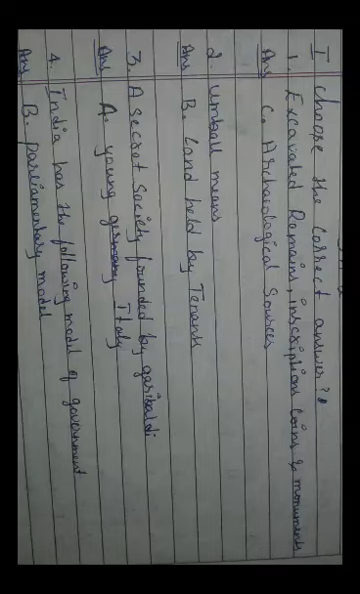 I Choose the correct answer:
1. Excavated Remains, inscriptions coins & monuments
Ans C. Archaeological Sources
2. Umbali means
Ans B. Land held by Tenants
3. A secret Society founded by garibaldi
Ans A. young Italy
4. India has the following model of government
Ans B. parliamentary model